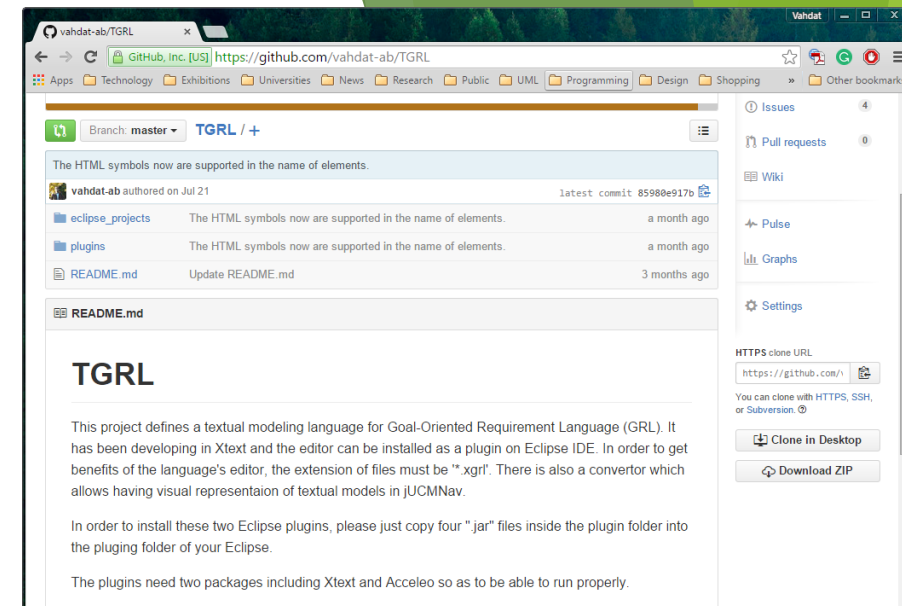 Vahdat
vahdat-ab/TGRL
GitHub, Inc. [US] https://github.com/vahdat-ab/TGRL
Apps Technology Exhibitions Universities News Research Public UML Programming Design Shopping » Other bookmark
Branch: master TGRL / +
The HTML symbols now are supported in the name of elements.
vahdat-ab authored on Jul 21 latest commit 85980e917b
eclipse_projects The HTML symbols now are supported in the name of elements. a month ago
plugins The HTML symbols now are supported in the name of elements. a month ago
README.md Update README.md 3 months ago
README.md
TGRL
This project defines a textual modeling language for Goal-Oriented Requirement Language (GRL). It
has been developing in Xtext and the editor can be installed as a plugin on Eclipse IDE. In order to get
benefits of the language's editor, the extension of files must be '*.xgrl'. There is also a convertor which
allows having visual representaion of textual models in jUCMNav.
In order to install these two Eclipse plugins, please just copy four ".jar" files inside the plugin folder into
the pluging folder of your Eclipse.
The plugins need two packages including Xtext and Acceleo so as to be able to run properly.
Issues 4
Pull requests 0
Wiki
Pulse
Graphs
Settings
HTTPS clone URL
https://github.com/
You can clone with HTTPS, SSH,
or Subversion.
Clone in Desktop
Download ZIP